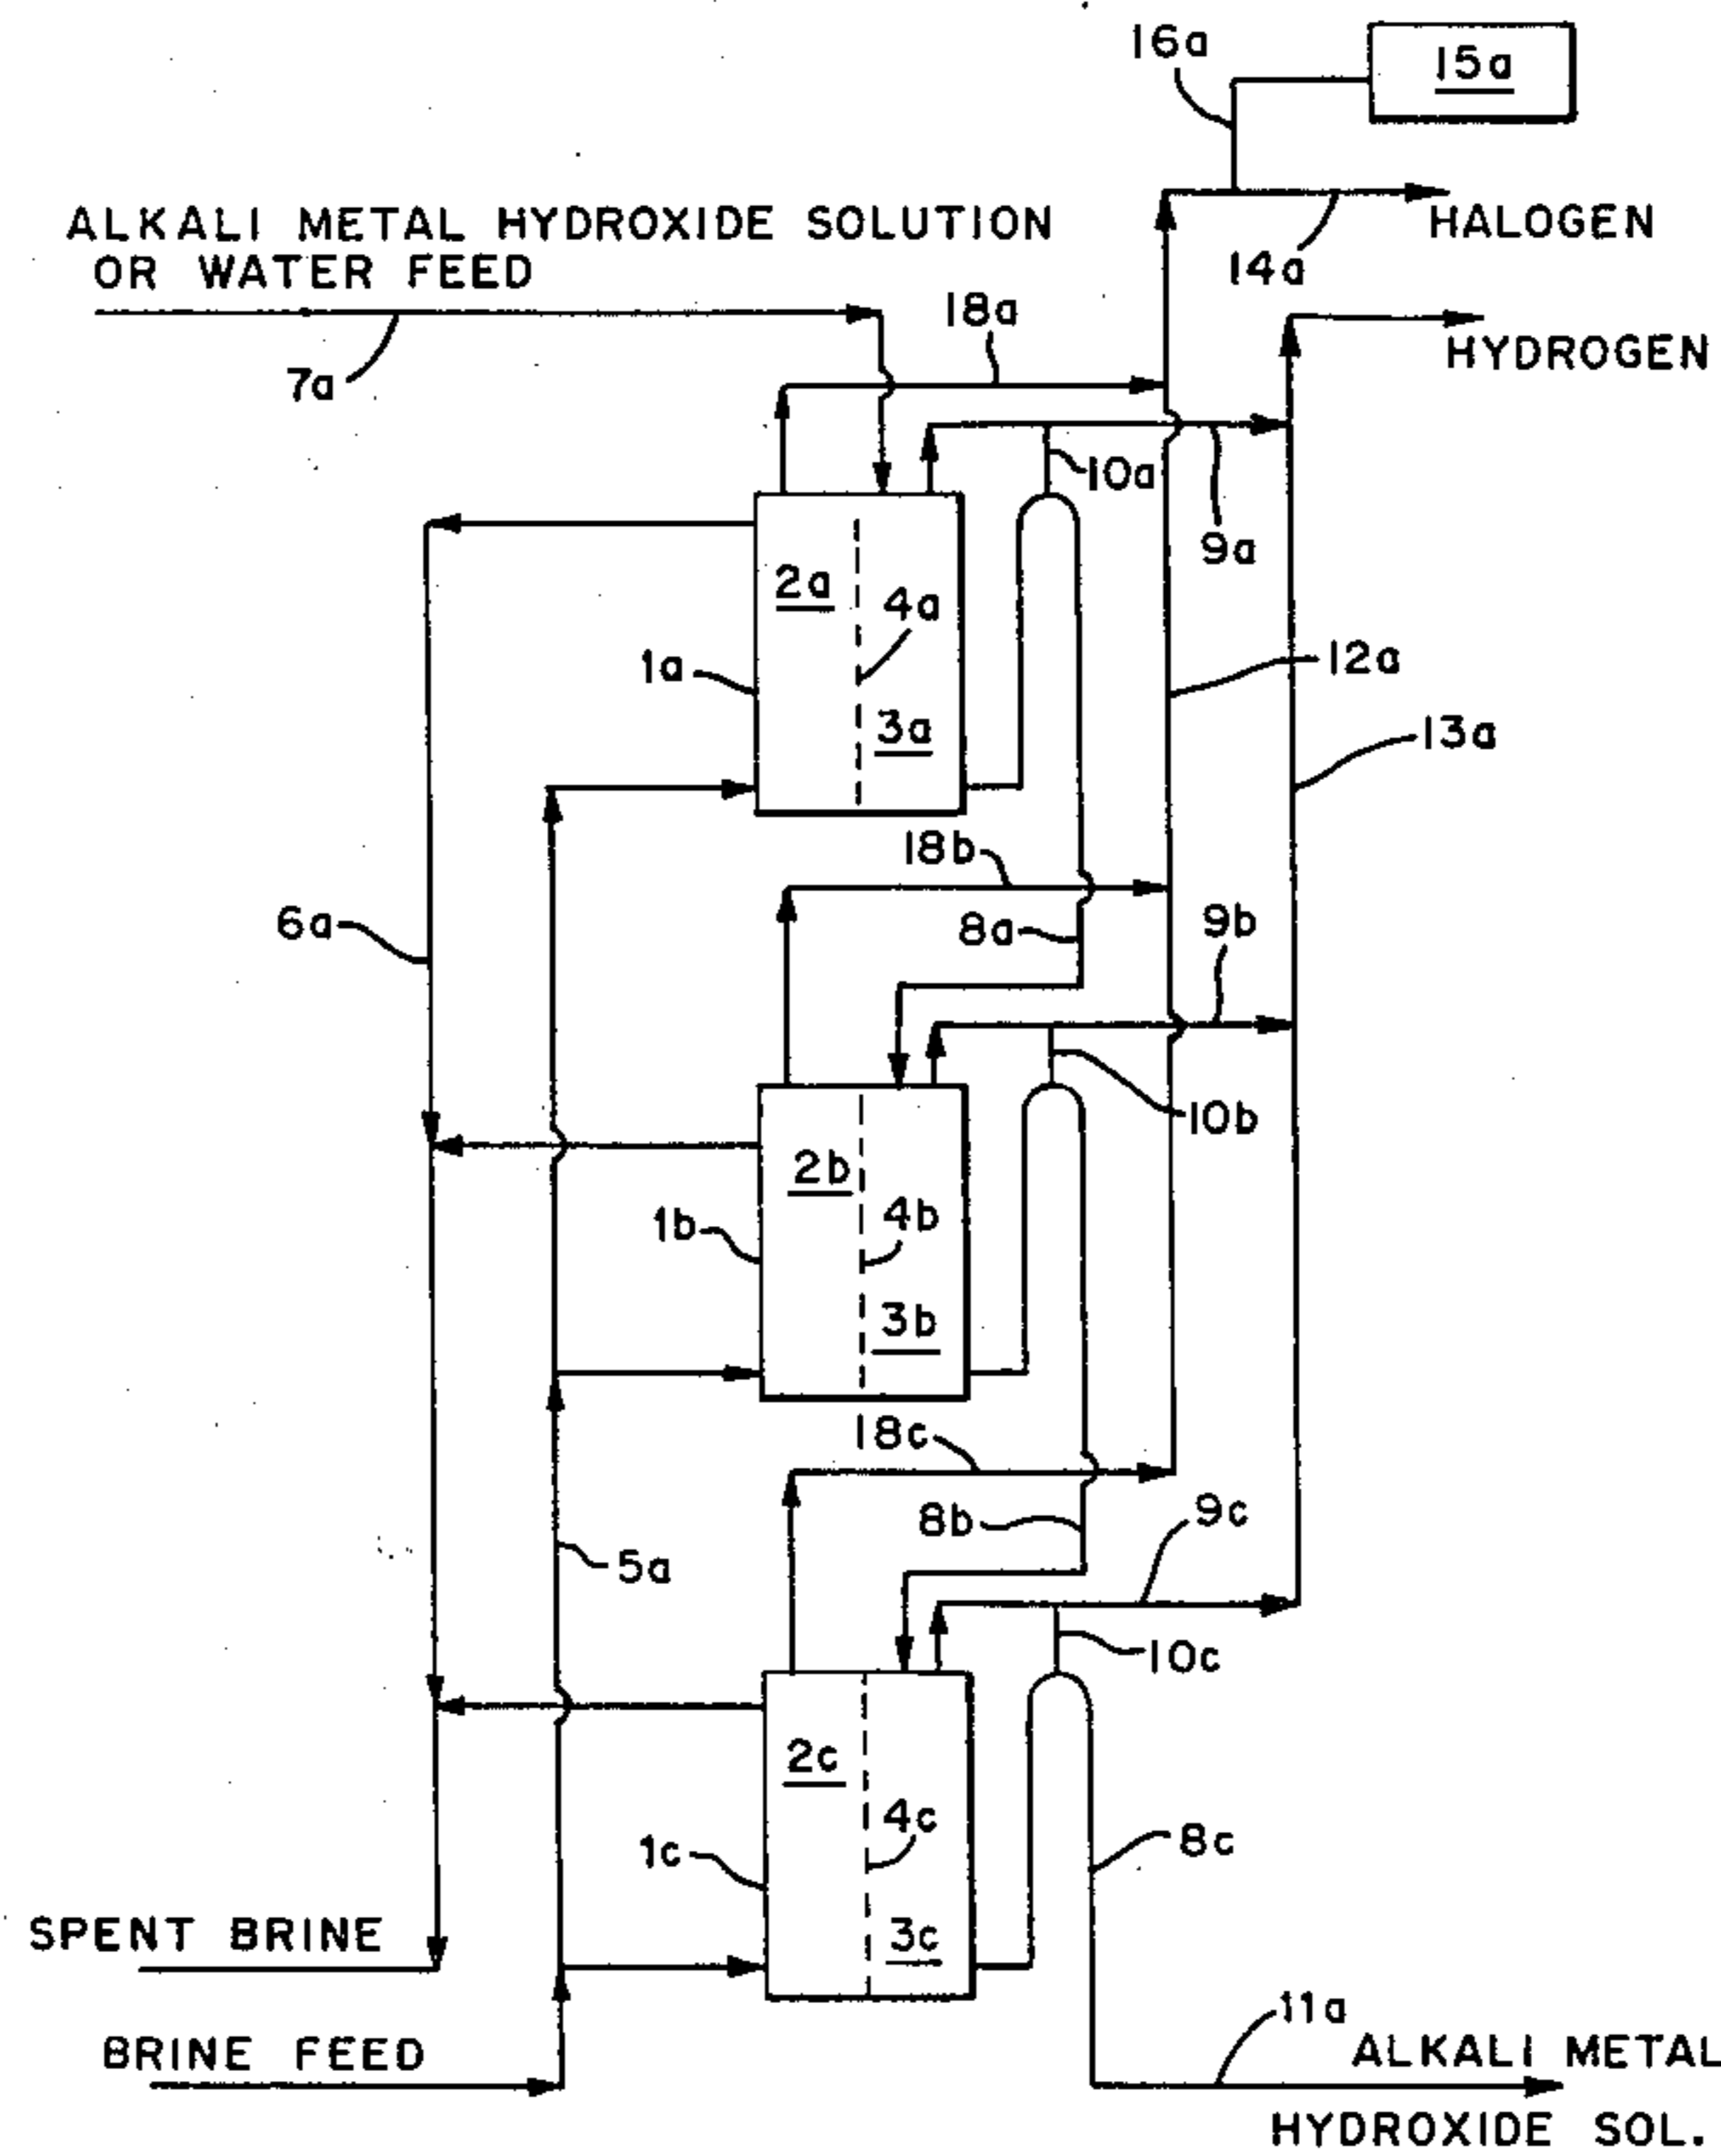 16a
15a
ALKALI METAL HYDROXIDE SOLUTION
OR WATER FEED
HALOGEN
14a
18a
HYDROGEN
7a
10a
9a
2a
4a
1a
12a
3a
13a
18b
6a
8a
9b
10b
2b
4b
1b
3b
18c
8b
9c
5a
10c
2c
4c
1c
8c
SPENT BRINE
3c
11a
BRINE FEED
ALKALI METAL
HYDROXIDE SOL.